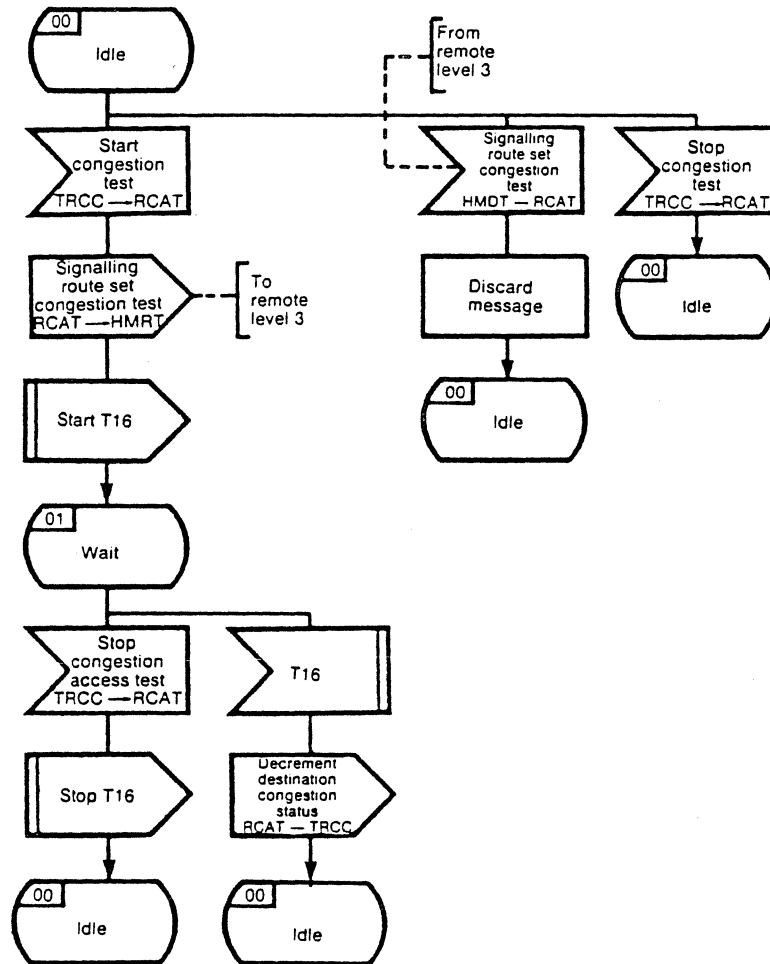 00
Idle
From
remote
level 3
Start
congestion
test
TRCC → RCAT
Signalling
route set
congestion
test
HMDT — RCAT
Stop
congestion
test
TRCC → RCAT
Signalling
route set
congestion test
RCAT → HMRT
To
remote
level 3
Discard
message
00
Idle
Start T16
00
Idle
01
Wait
Stop
congestion
access test
TRCC → RCAT
T16
Stop T16
Decrement
destination
congestion
status
RCAT — TRCC
00
Idle
00
Idle